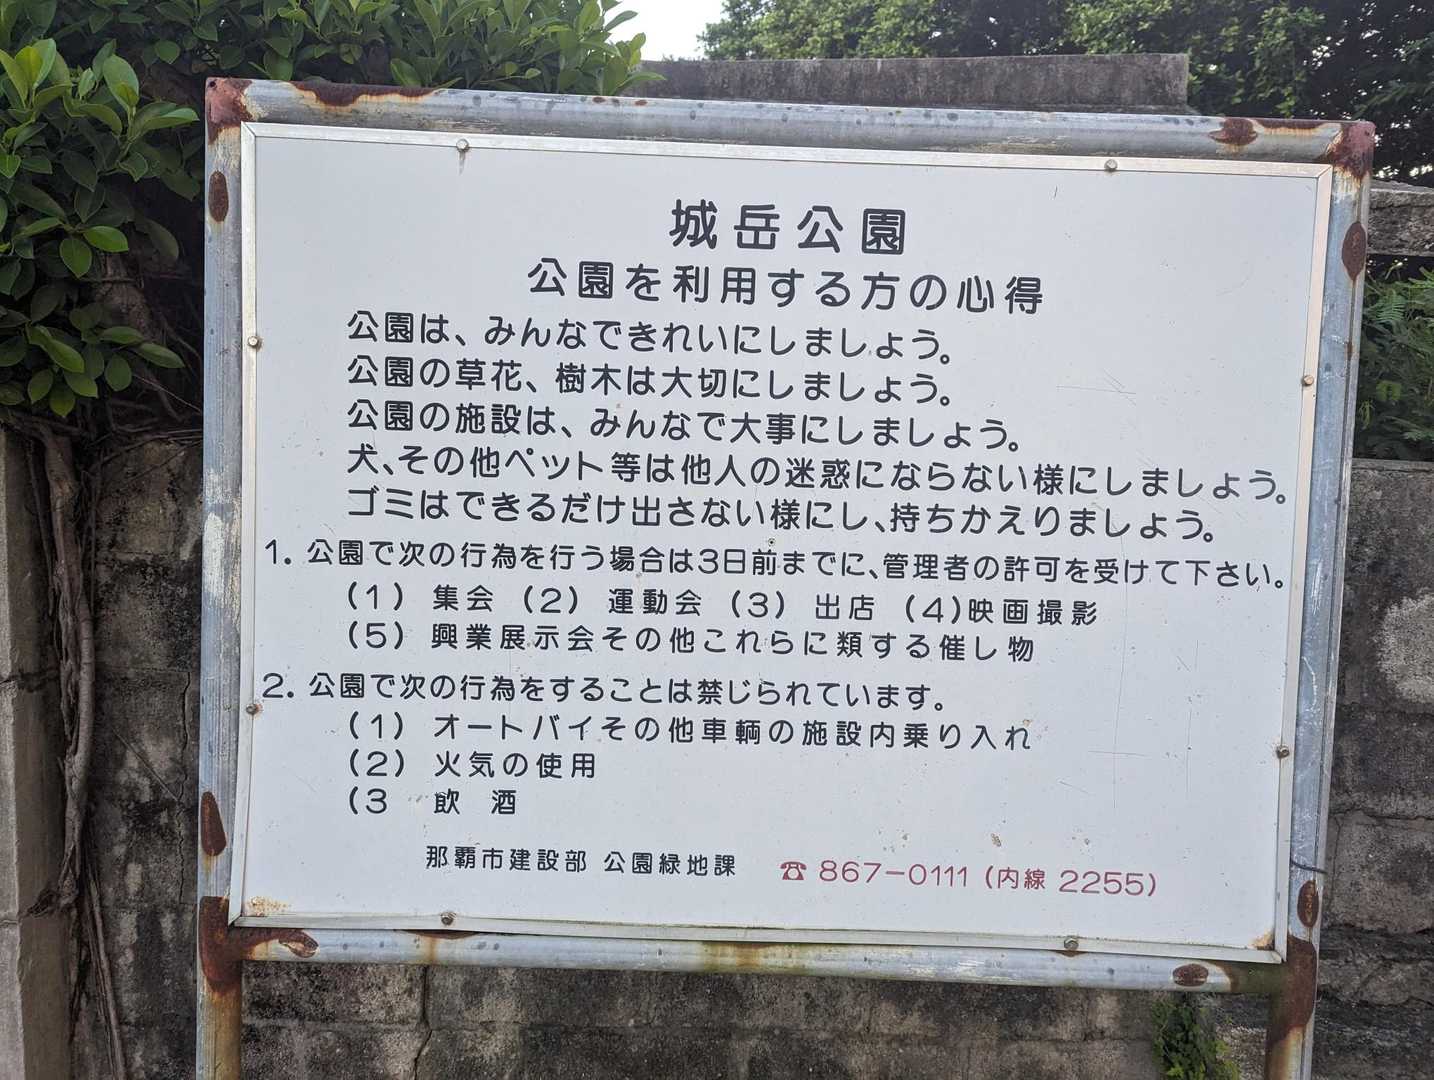 城岳公園
公園を利用する方の心得
公園は、みんなできれいにしましょう。
公園の草花、樹木は大切にしましょう。
公園の施設は、みんなで大事にしましょう。
犬、その他ペット等は他人の迷惑にならない様にしましょう。
ゴミはできるだけ出さない様にし、持ちかえりましょう。
1. 公園で次の行為を行う場合は3日前までに、管理者の許可を受けて下さい。
(1) 集会 (2) 運動会 (3) 出店 (4)映画撮影
(5) 興業展示会その他これらに類する催し物
2. 公園で次の行為をすることは禁じられています。
(1) オートバイその他車輌の施設内乗り入れ
(2) 火気の使用
(3 飲 酒
那覇市建設部 公園緑地課 ☎ 867-0111 (内線 2255)